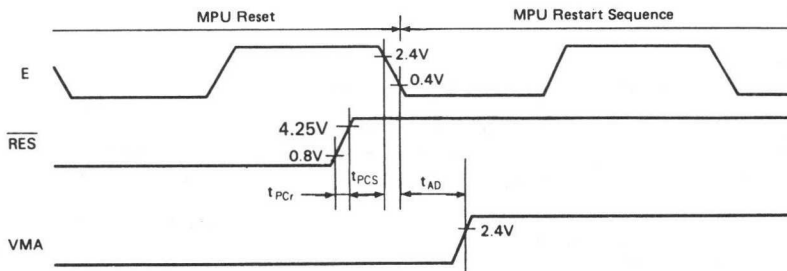 MPU Reset MPU Restart Sequence
E
2.4V
0.4V
RES
4.25V
0.8V
tPCr tPCS tAD
VMA
2.4V